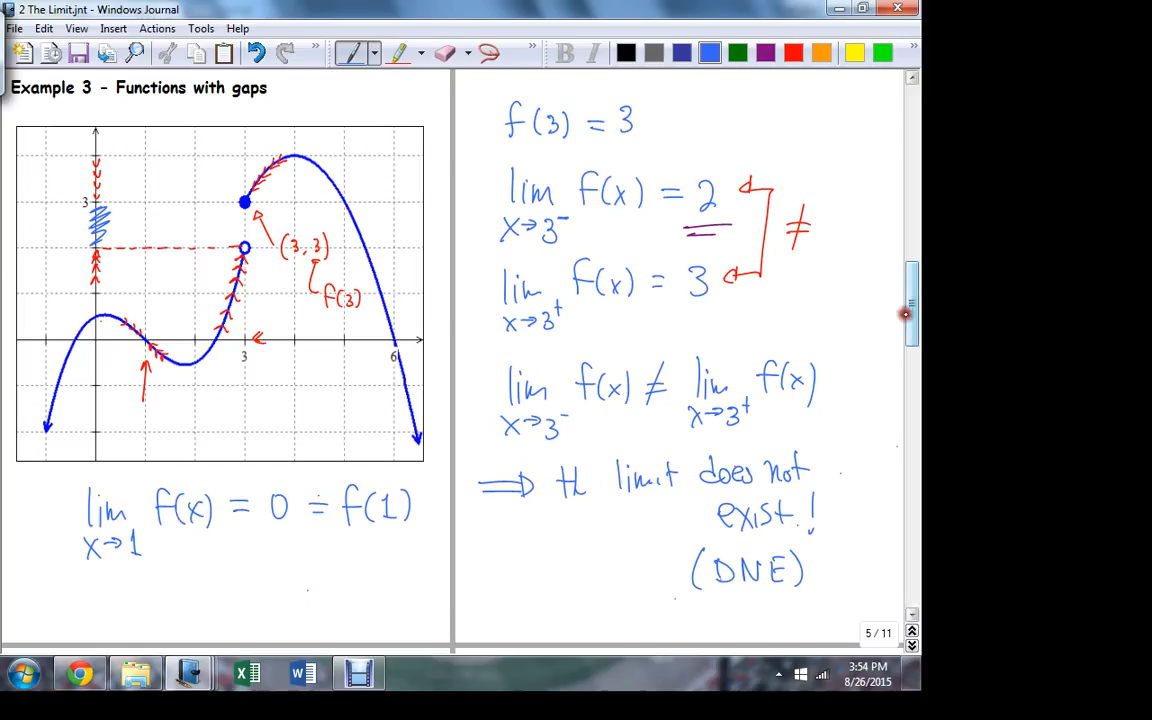 2 The Limit.jnt - Windows Journal
File Edit View Insert Actions Tools Help
Example 3 - Functions with gaps
3
(3, 3)
f(3)
3
6
lim f(x) = 0 = f(1)
x→1
f(3) = 3
lim f(x) = 2
x→3⁻
≠
lim f(x) = 3
x→3⁺
lim f(x) ≠ lim f(x)
x→3⁻ x→3⁺
⟹ th limit does not
exist!
(DNE)
5 / 11
3:54 PM
8/26/2015